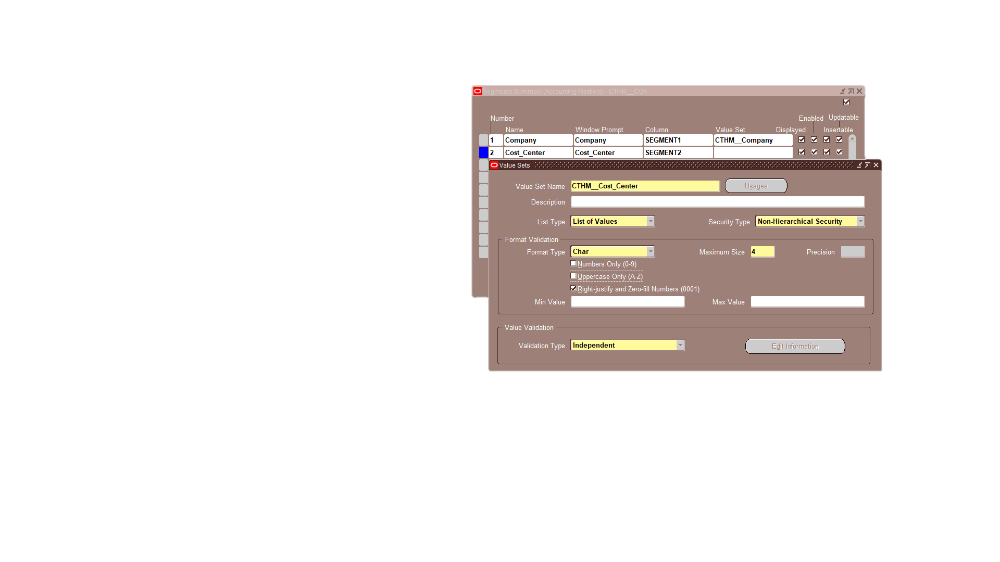 Segments Summary (Accounting Flexfield) - CTHM__COA
Number Enabled Updatable
Name Window Prompt Column Value Set Displayed Insertable
1 Company Company SEGMENT1 CTHM__Company
2 Cost_Center Cost_Center SEGMENT2
Value Sets
Value Set Name CTHM__Cost_Center Usages
Description
List Type List of Values Security Type Non-Hierarchical Security
Format Validation
Format Type Char Maximum Size 4 Precision
Numbers Only (0-9)
Uppercase Only (A-Z)
Right-justify and Zero-fill Numbers (0001)
Min Value Max Value
Value Validation
Validation Type Independent Edit Information